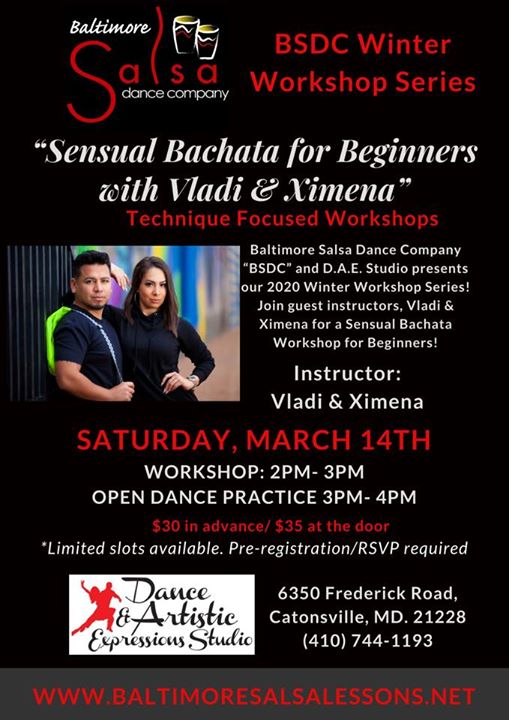 Baltimore
Salsa
dance company
BSDC Winter
Workshop Series
“Sensual Bachata for Beginners
with Vladi & Ximena”
Technique Focused Workshops
Baltimore Salsa Dance Company
“BSDC” and D.A.E. Studio presents
our 2020 Winter Workshop Series!
Join guest instructors, Vladi &
Ximena for a Sensual Bachata
Workshop for Beginners!
Instructor:
Vladi & Ximena
SATURDAY, MARCH 14TH
WORKSHOP: 2PM- 3PM
OPEN DANCE PRACTICE 3PM- 4PM
$30 in advance/ $35 at the door
*Limited slots available. Pre-registration/RSVP required
Dance
&Artistic
Expressions Studio
6350 Frederick Road,
Catonsville, MD. 21228
(410) 744-1193
WWW.BALTIMORESALSALESSONS.NET